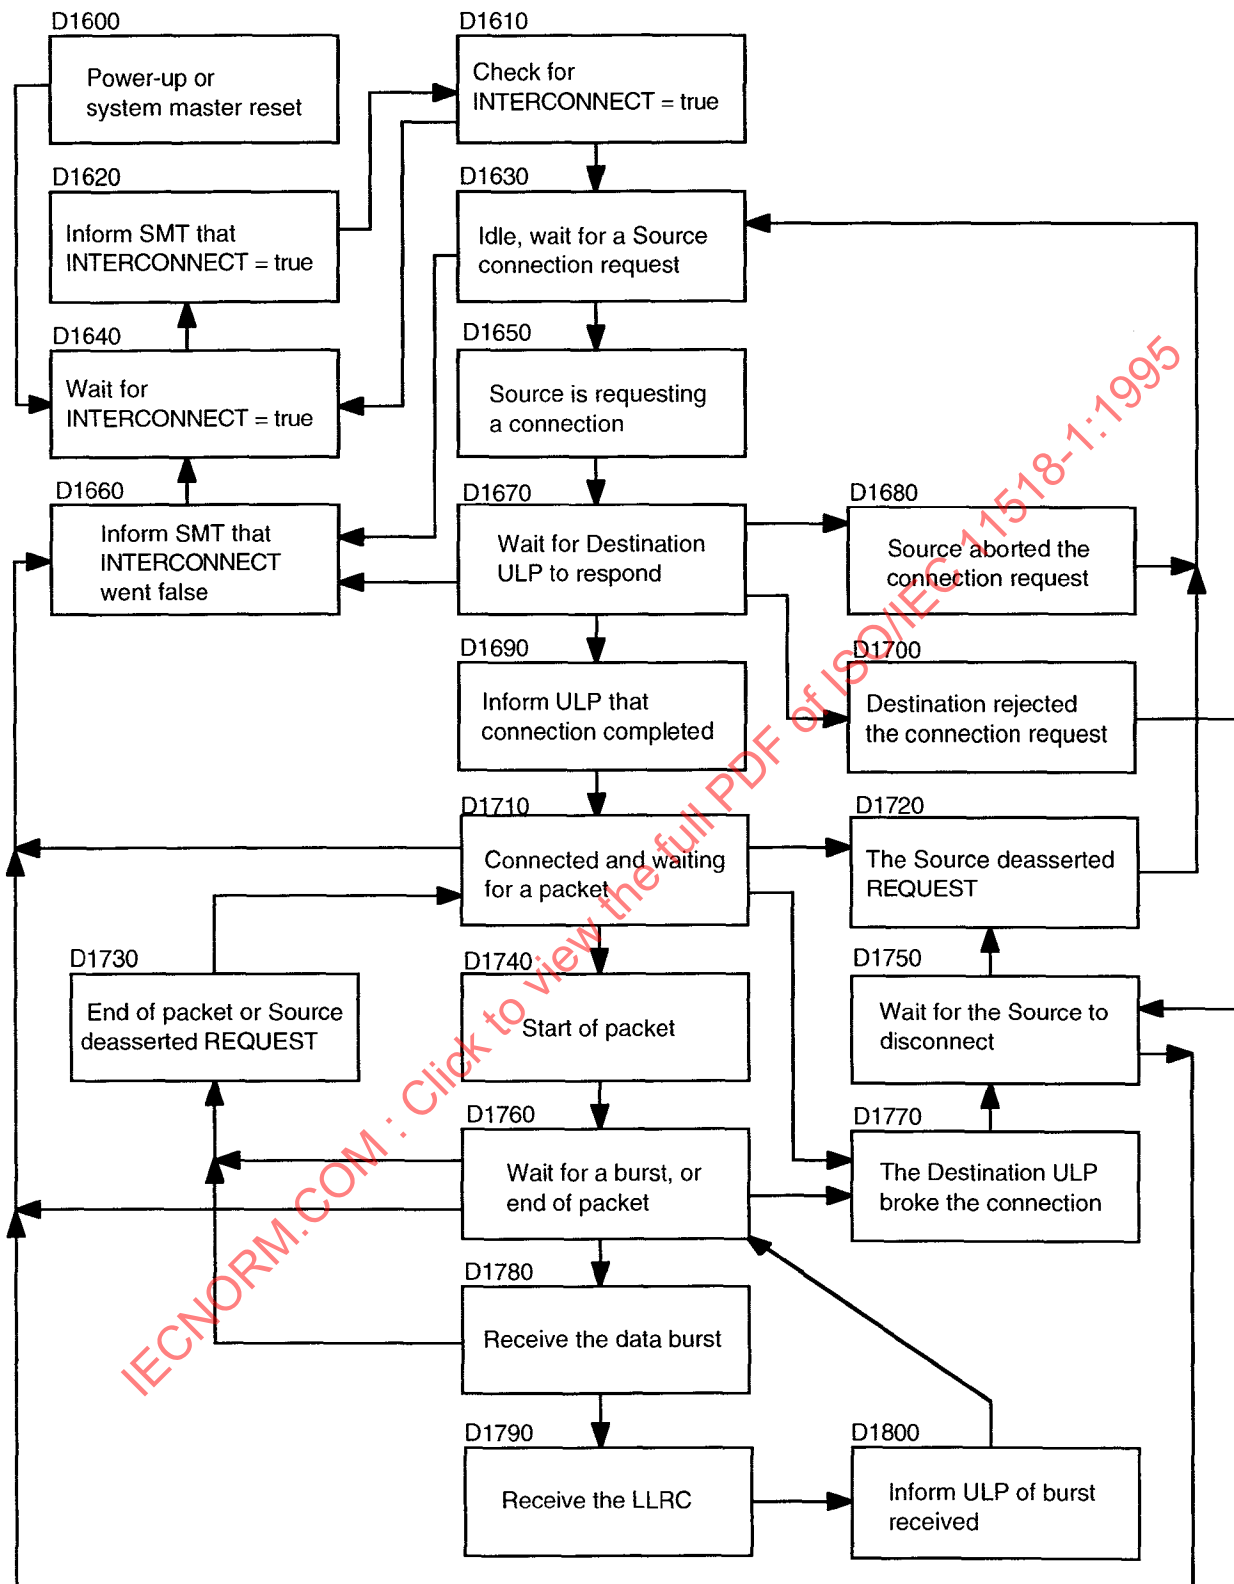 D1600
Power-up or
system master reset
D1610
Check for
INTERCONNECT = true
D1620
Inform SMT that
INTERCONNECT = true
D1630
Idle, wait for a Source
connection request
D1640
Wait for
INTERCONNECT = true
D1650
Source is requesting
a connection
D1660
Inform SMT that
INTERCONNECT
went false
D1670
Wait for Destination
ULP to respond
D1680
Source aborted the
connection request
D1690
Inform ULP that
connection completed
D1700
Destination rejected
the connection request
D1710
Connected and waiting
for a packet
D1720
The Source deasserted
REQUEST
D1730
End of packet or Source
deasserted REQUEST
D1740
Start of packet
D1750
Wait for the Source to
disconnect
D1760
Wait for a burst, or
end of packet
D1770
The Destination ULP
broke the connection
D1780
Receive the data burst
D1790
Receive the LLRC
D1800
Inform ULP of burst
received
IECNORM.COM : Click to view the full PDF of ISO/IEC 11518-1:1995